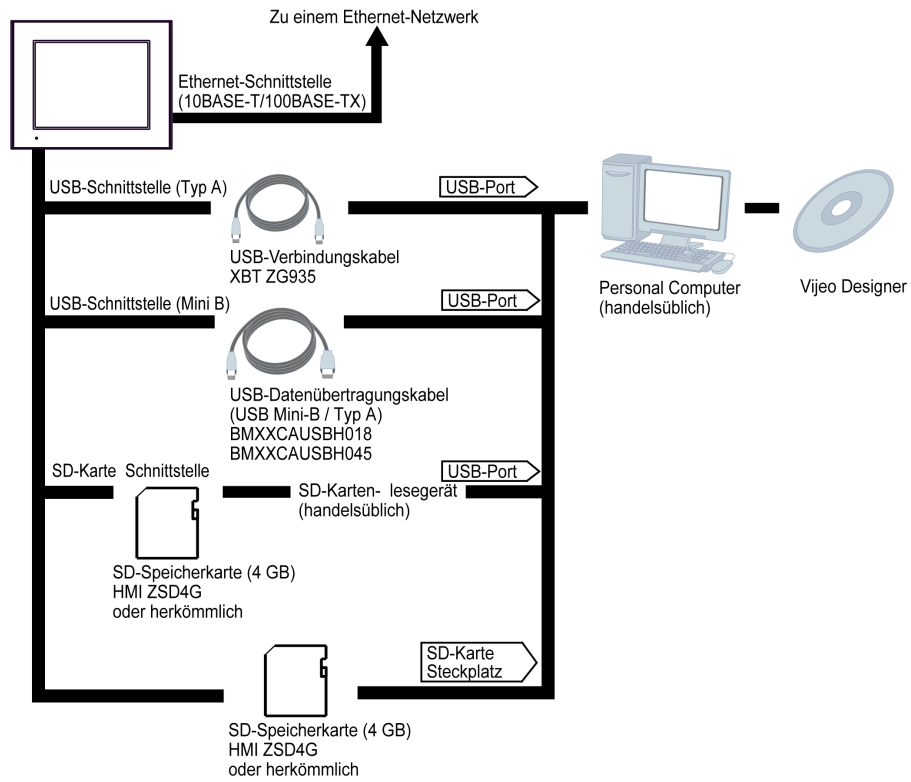 Zu einem Ethernet-Netzwerk
Ethernet-Schnittstelle
(10BASE-T/100BASE-TX)
USB-Schnittstelle (Typ A)
USB-Port
USB-Verbindungskabel
XBT ZG935
Personal Computer
(handelsüblich)
Vijeo Designer
USB-Schnittstelle (Mini B)
USB-Port
USB-Datenübertragungskabel
(USB Mini-B / Typ A)
BMXXCAUSBH018
BMXXCAUSBH045
SD-Karte Schnittstelle
USB-Port
SD-Karten- lesegerät
(handelsüblich)
SD-Speicherkarte (4 GB)
HMI ZSD4G
oder herkömmlich
SD-Karte
Steckplatz
SD-Speicherkarte (4 GB)
HMI ZSD4G
oder herkömmlich